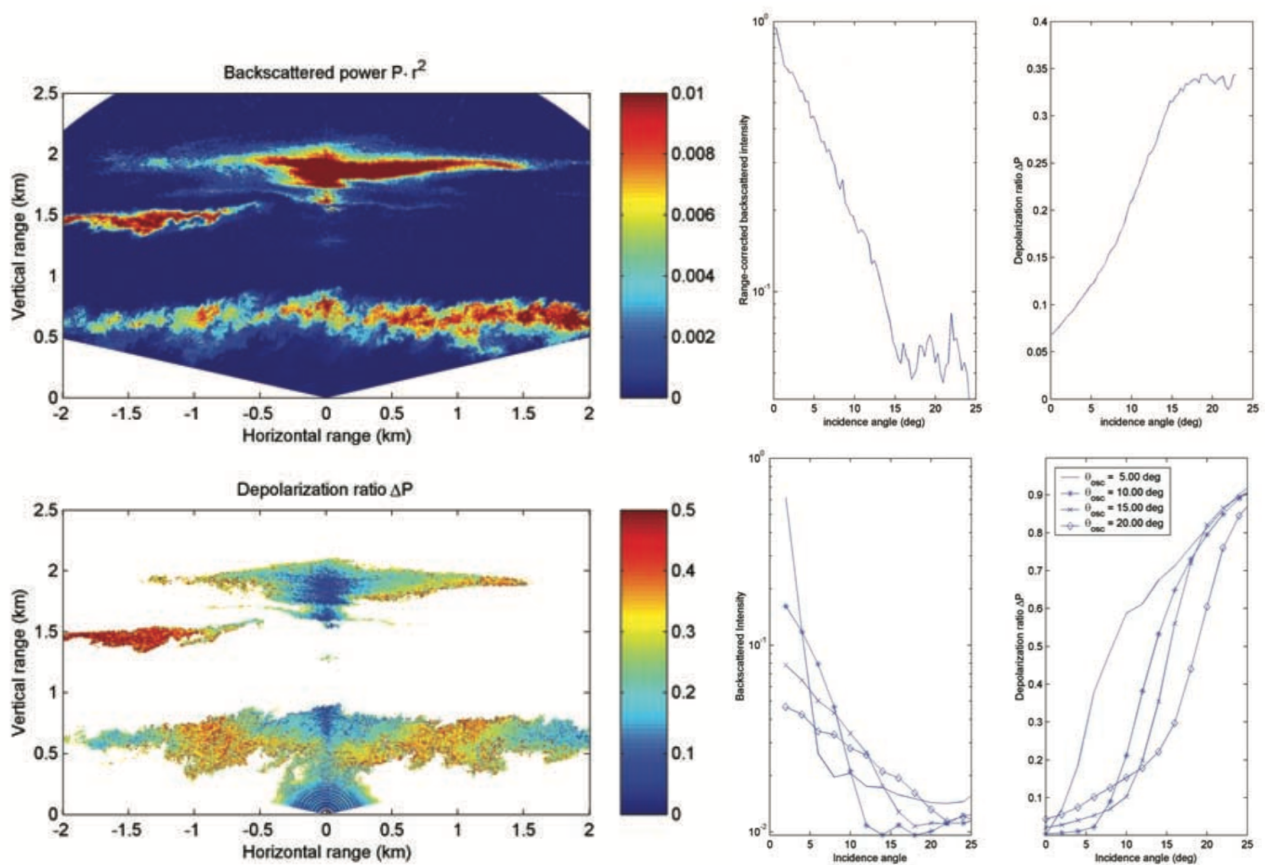 Backscattered power P· r²
Vertical range (km)
2.5
2
1.5
1
0.5
0
-2 -1.5 -1 -0.5 0 0.5 1 1.5 2
Horizontal range (km)
0.01
0.008
0.006
0.004
0.002
0
Range-corrected backscattered intensity
10⁰
10⁻¹
0 5 10 15 20 25
incidence angle (deg)
Depolarization ratio ΔP
0.4
0.35
0.3
0.25
0.2
0.15
0.1
0.05
0
0 5 10 15 20 25
incidence angle (deg)
Depolarization ratio ΔP
Vertical range (km)
2.5
2
1.5
1
0.5
0
-2 -1.5 -1 -0.5 0 0.5 1 1.5 2
Horizontal range (km)
0.5
0.4
0.3
0.2
0.1
0
Backscattered Intensity
10⁰
10⁻¹
10⁻²
0 5 10 15 20 25
Incidence angle
Depolarization ratio ΔP
θosc = 5.00 deg
θosc = 10.00 deg
θosc = 15.00 deg
θosc = 20.00 deg
0.9
0.8
0.7
0.6
0.5
0.4
0.3
0.2
0.1
0 5 10 15 20 25
Incidence angle (deg)